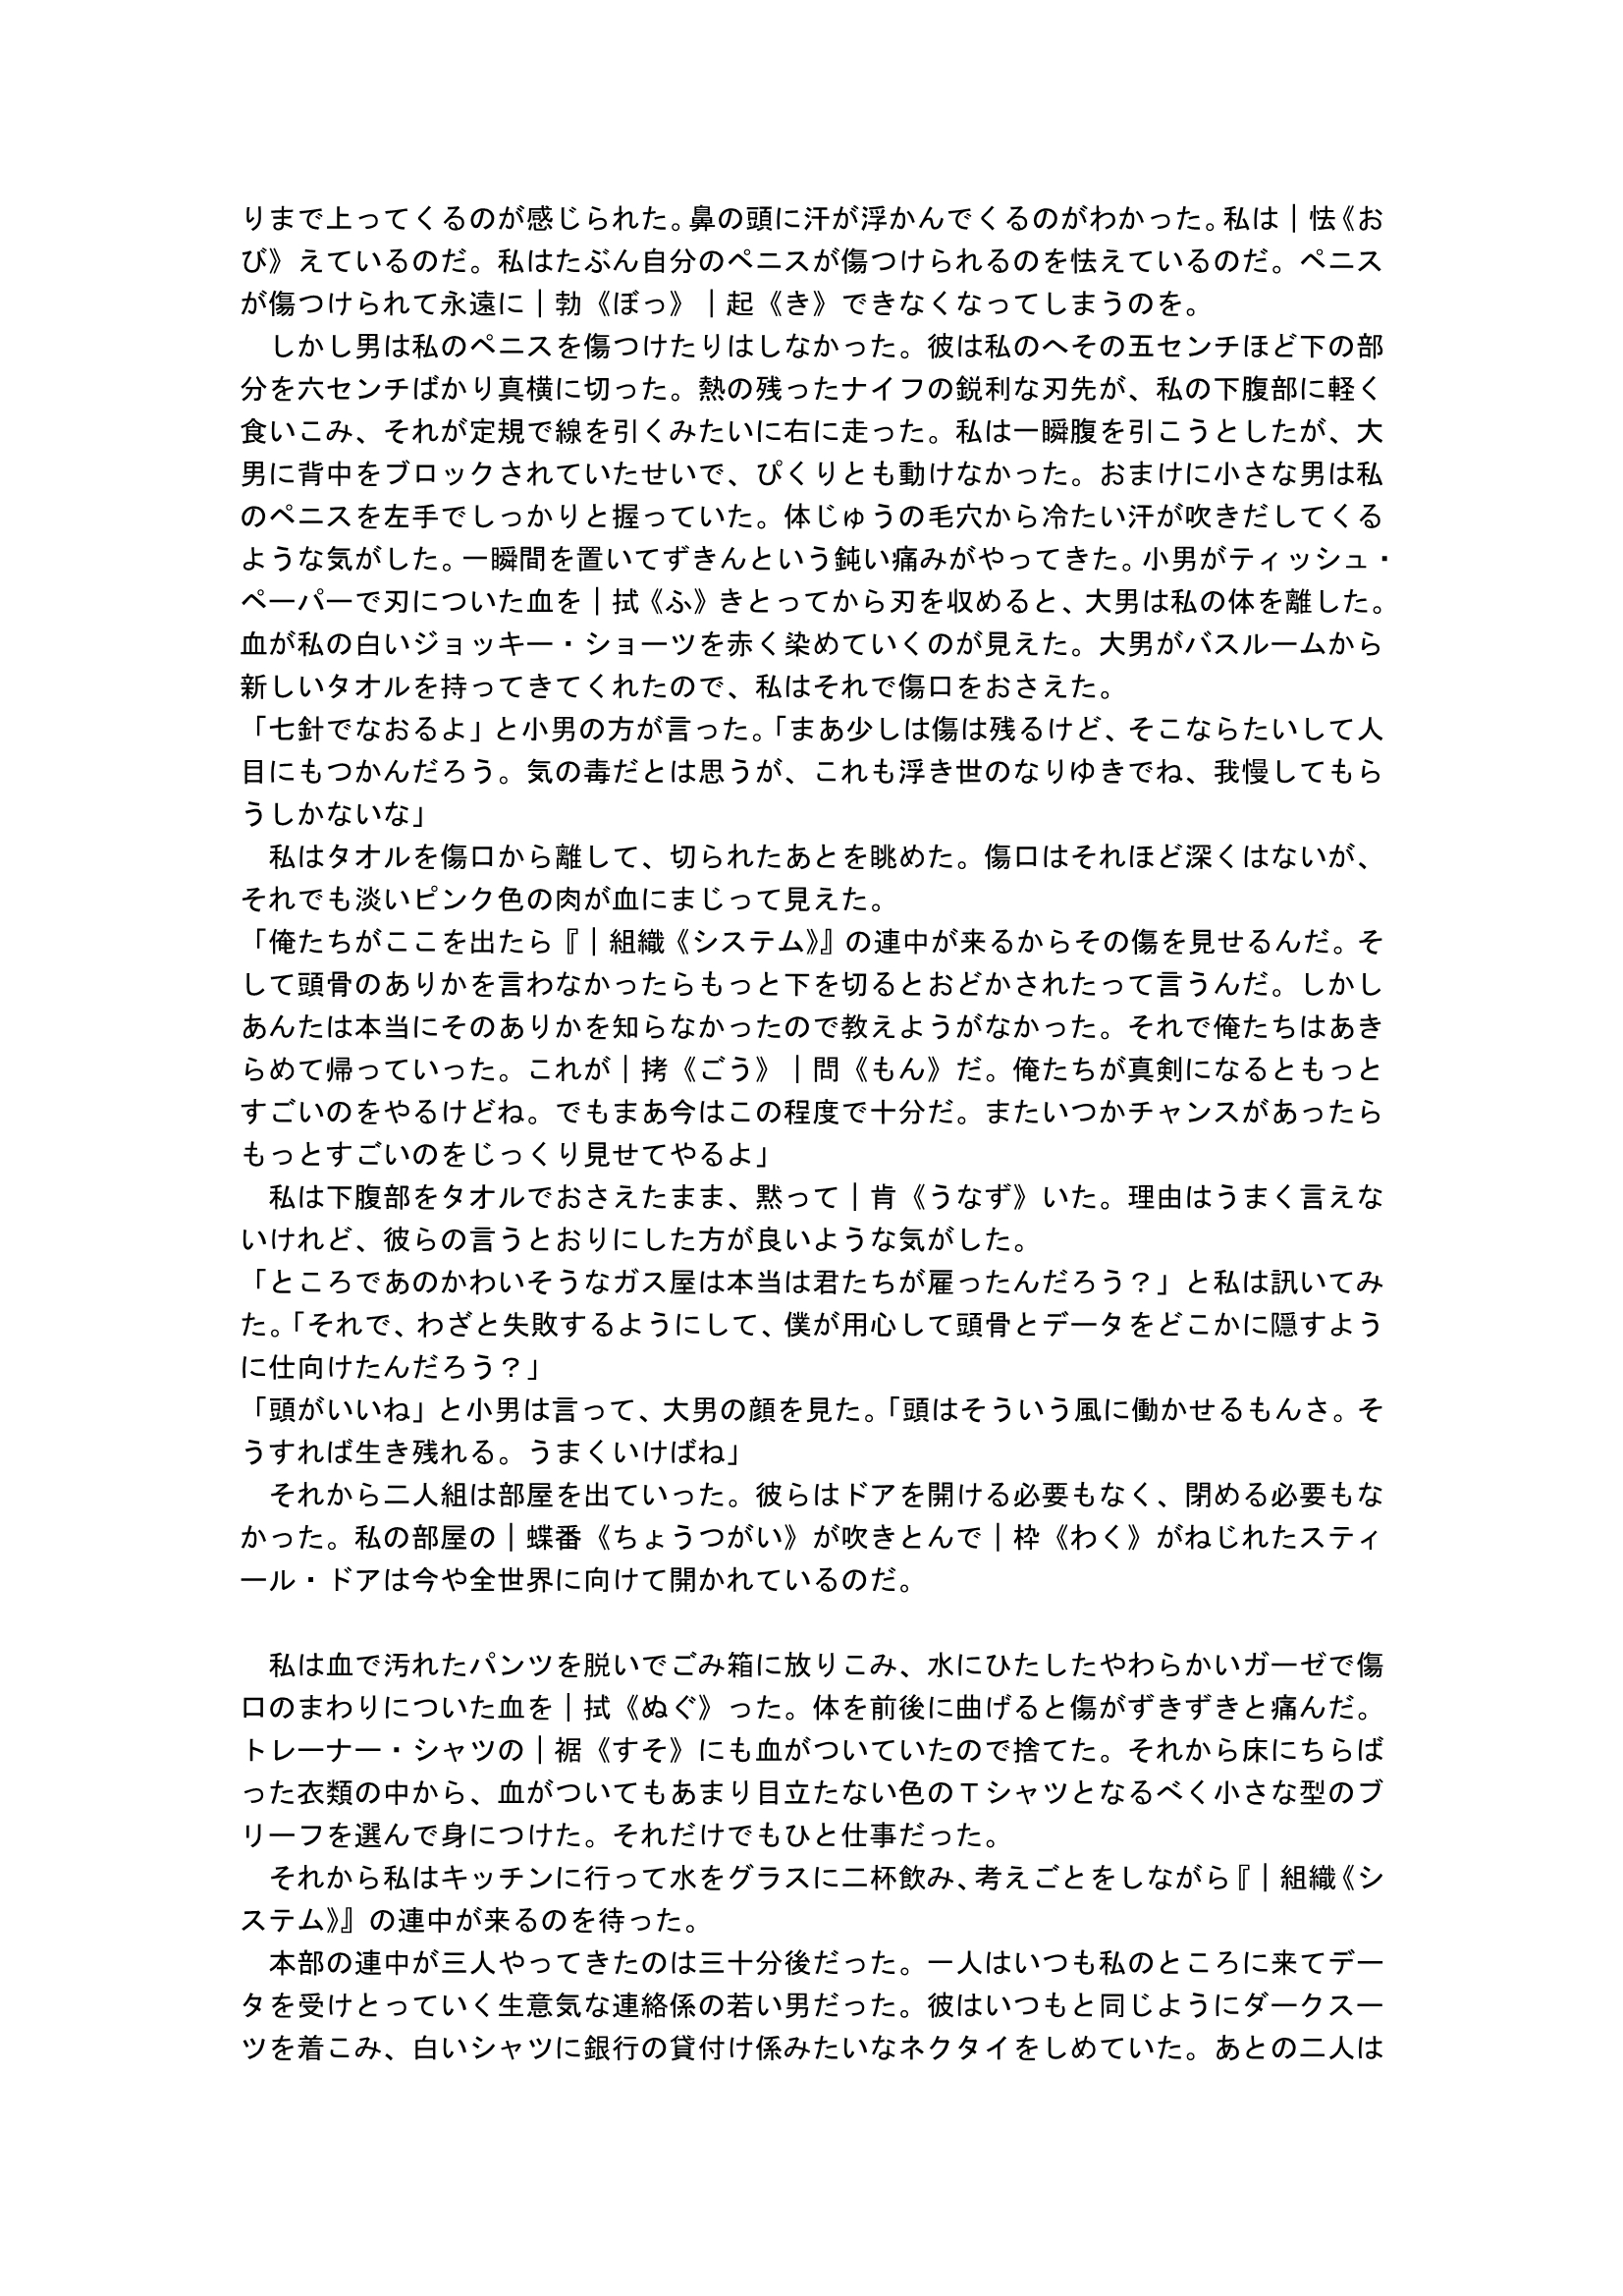 りまで上ってくるのが感じられた。鼻の頭に汗が浮かんでくるのがわかった。私は｜怯《お
び》えているのだ。私はたぶん自分のペニスが傷つけられるのを怯えているのだ。ペニス
が傷つけられて永遠に｜勃《ぼっ》｜起《き》できなくなってしまうのを。
　しかし男は私のペニスを傷つけたりはしなかった。彼は私のへその五センチほど下の部
分を六センチばかり真横に切った。熱の残ったナイフの鋭利な刃先が、私の下腹部に軽く
食いこみ、それが定規で線を引くみたいに右に走った。私は一瞬腹を引こうとしたが、大
男に背中をブロックされていたせいで、ぴくりとも動けなかった。おまけに小さな男は私
のペニスを左手でしっかりと握っていた。体じゅうの毛穴から冷たい汗が吹きだしてくる
ような気がした。一瞬間を置いてずきんという鈍い痛みがやってきた。小男がティッシュ・
ペーパーで刃についた血を｜拭《ふ》きとってから刃を収めると、大男は私の体を離した。
血が私の白いジョッキー・ショーツを赤く染めていくのが見えた。大男がバスルームから
新しいタオルを持ってきてくれたので、私はそれで傷口をおさえた。
「七針でなおるよ」と小男の方が言った。「まあ少しは傷は残るけど、そこならたいして人
目にもつかんだろう。気の毒だとは思うが、これも浮き世のなりゆきでね、我慢してもら
うしかないな」
　私はタオルを傷口から離して、切られたあとを眺めた。傷口はそれほど深くはないが、
それでも淡いピンク色の肉が血にまじって見えた。
「俺たちがここを出たら『｜組織《システム》』の連中が来るからその傷を見せるんだ。そ
して頭骨のありかを言わなかったらもっと下を切るとおどかされたって言うんだ。しかし
あんたは本当にそのありかを知らなかったので教えようがなかった。それで俺たちはあき
らめて帰っていった。これが｜拷《ごう》｜問《もん》だ。俺たちが真剣になるともっと
すごいのをやるけどね。でもまあ今はこの程度で十分だ。またいつかチャンスがあったら
もっとすごいのをじっくり見せてやるよ」
　私は下腹部をタオルでおさえたまま、黙って｜肯《うなず》いた。理由はうまく言えな
いけれど、彼らの言うとおりにした方が良いような気がした。
「ところであのかわいそうなガス屋は本当は君たちが雇ったんだろう？」と私は訊いてみ
た。「それで、わざと失敗するようにして、僕が用心して頭骨とデータをどこかに隠すよう
に仕向けたんだろう？」
「頭がいいね」と小男は言って、大男の顔を見た。「頭はそういう風に働かせるもんさ。そ
うすれば生き残れる。うまくいけばね」
　それから二人組は部屋を出ていった。彼らはドアを開ける必要もなく、閉める必要もな
かった。私の部屋の｜蝶番《ちょうつがい》が吹きとんで｜枠《わく》がねじれたスティ
ール・ドアは今や全世界に向けて開かれているのだ。
　私は血で汚れたパンツを脱いでごみ箱に放りこみ、水にひたしたやわらかいガーゼで傷
口のまわりについた血を｜拭《ぬぐ》った。体を前後に曲げると傷がずきずきと痛んだ。
トレーナー・シャツの｜裾《すそ》にも血がついていたので捨てた。それから床にちらば
った衣類の中から、血がついてもあまり目立たない色のＴシャツとなるべく小さな型のブ
リーフを選んで身につけた。それだけでもひと仕事だった。
　それから私はキッチンに行って水をグラスに二杯飲み、考えごとをしながら『｜組織《シ
ステム》』の連中が来るのを待った。
　本部の連中が三人やってきたのは三十分後だった。一人はいつも私のところに来てデー
タを受けとっていく生意気な連絡係の若い男だった。彼はいつもと同じようにダークスー
ツを着こみ、白いシャツに銀行の貸付け係みたいなネクタイをしめていた。あとの二人は